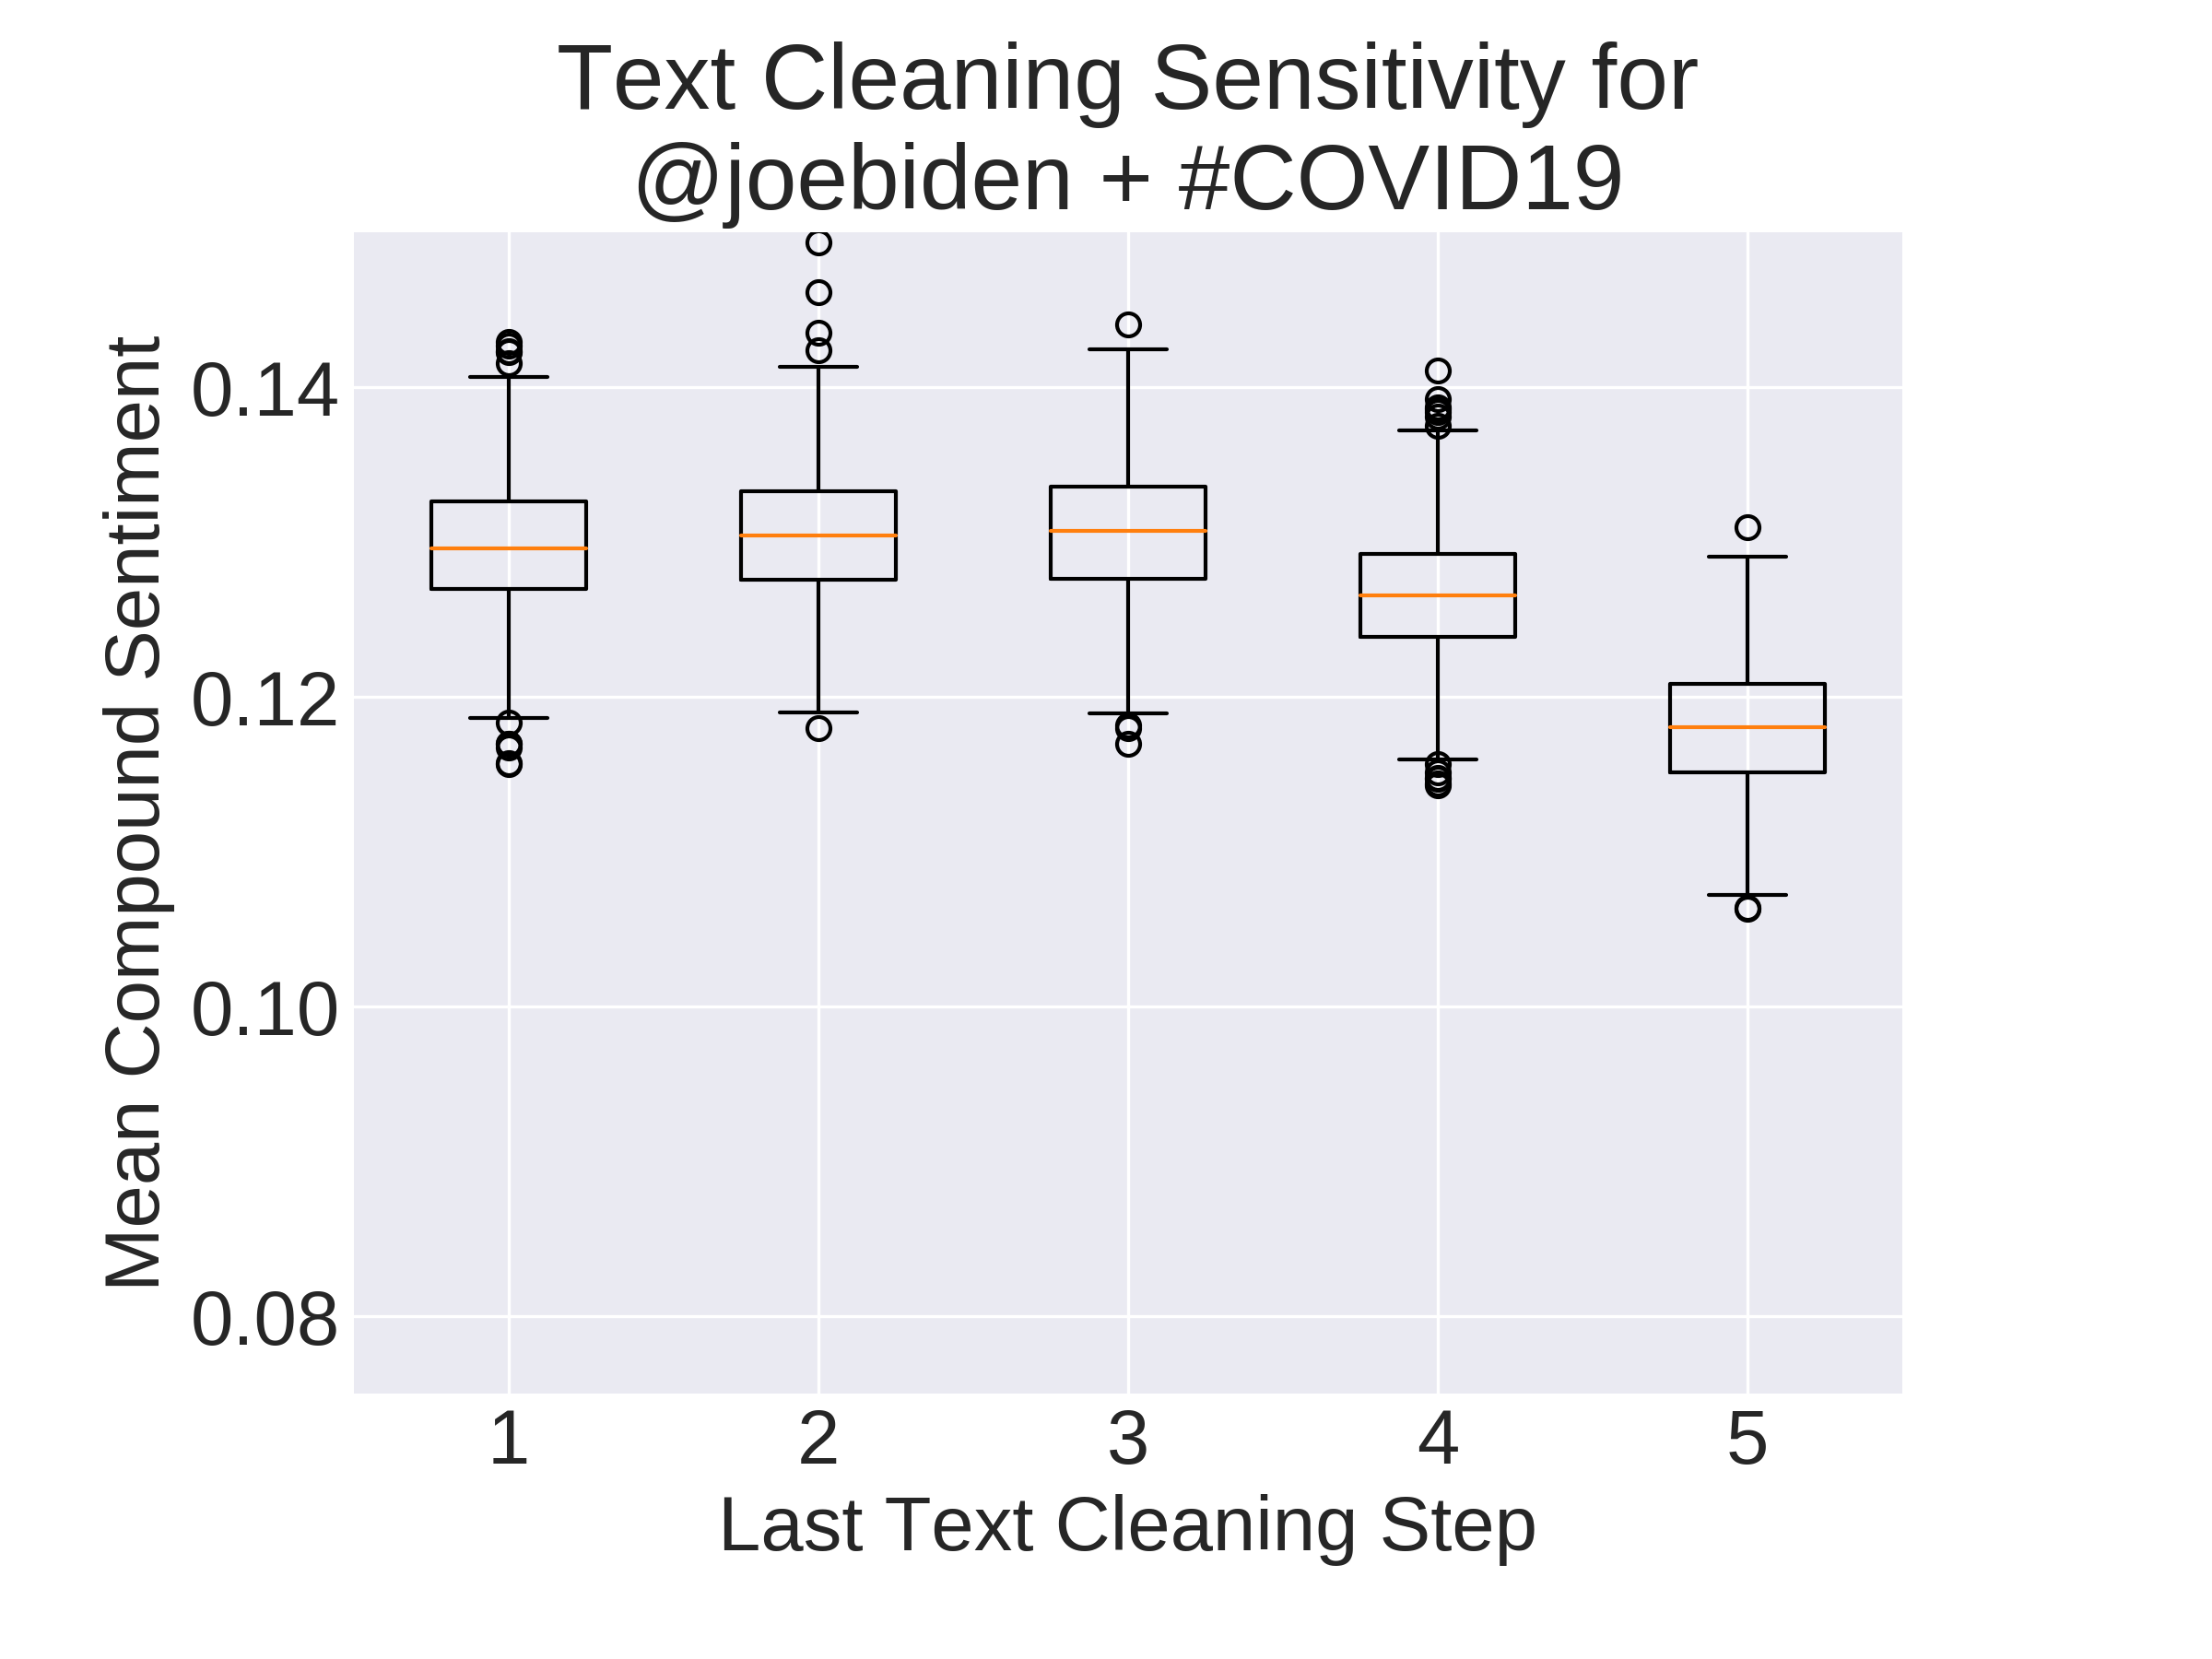 Text Cleaning Sensitivity for
@joebiden + #COVID19
Mean Compound Sentiment
0.14
0.12
0.10
0.08
1 2 3 4 5
Last Text Cleaning Step